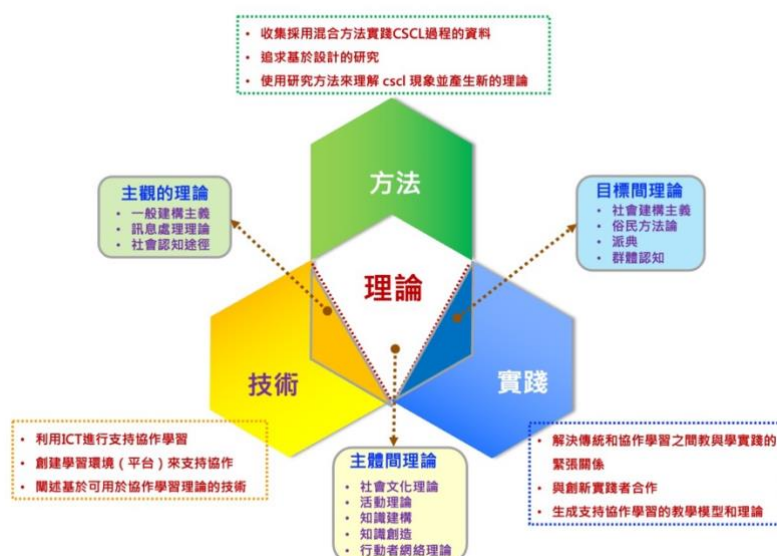 收集採用混合方法實踐CSCL過程的資料
追求基於設計的研究
使用研究方法來理解 cscl 現象並產生新的理論
方法
主觀的理論
一般建構主義
訊息處理理論
社會認知途徑
目標間理論
社會建構主義
俗民方法論
派典
群體認知
理論
技術
實踐
利用ICT進行支持協作學習
創建學習環境（平台）來支持協作
闡述基於可用於協作學習理論的技術
主體間理論
社會文化理論
活動理論
知識建構
知識創造
行動者網絡理論
解決傳統和協作學習之間教與學實踐的
緊張關係
與創新實踐者合作
生成支持協作學習的教學模型和理論